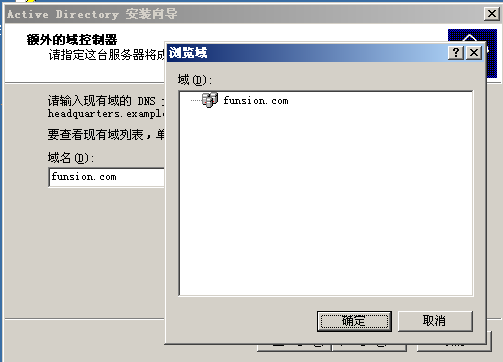 Active Directory 安装向导
额外的域控制器
请指定这台服务器将成
请输入现有域的 DNS
headquarters.example
要查看现有域列表，单
域名(D):
funsion.com
浏览域
域(D):
funsion.com
确定
取消